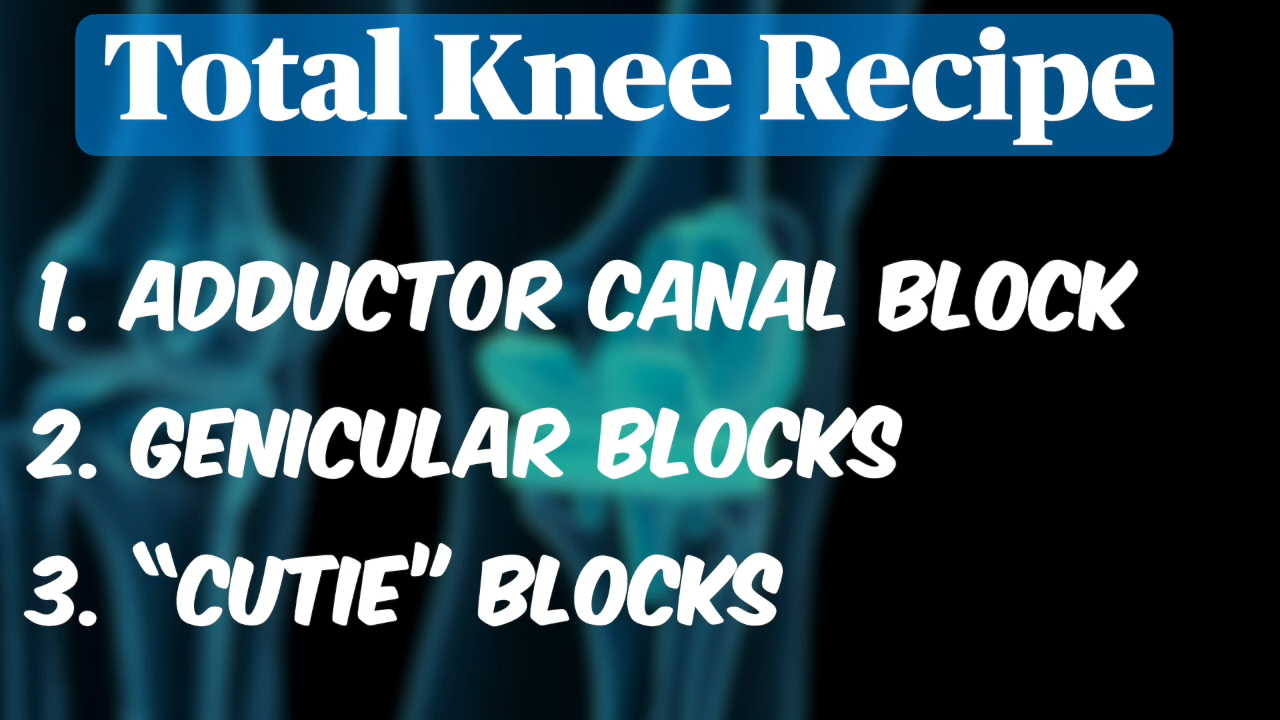 Total Knee Recipe
1. ADDUCTOR CANAL BLOCK
2. GENICULAR BLOCKS
3. “CUTIE” BLOCKS